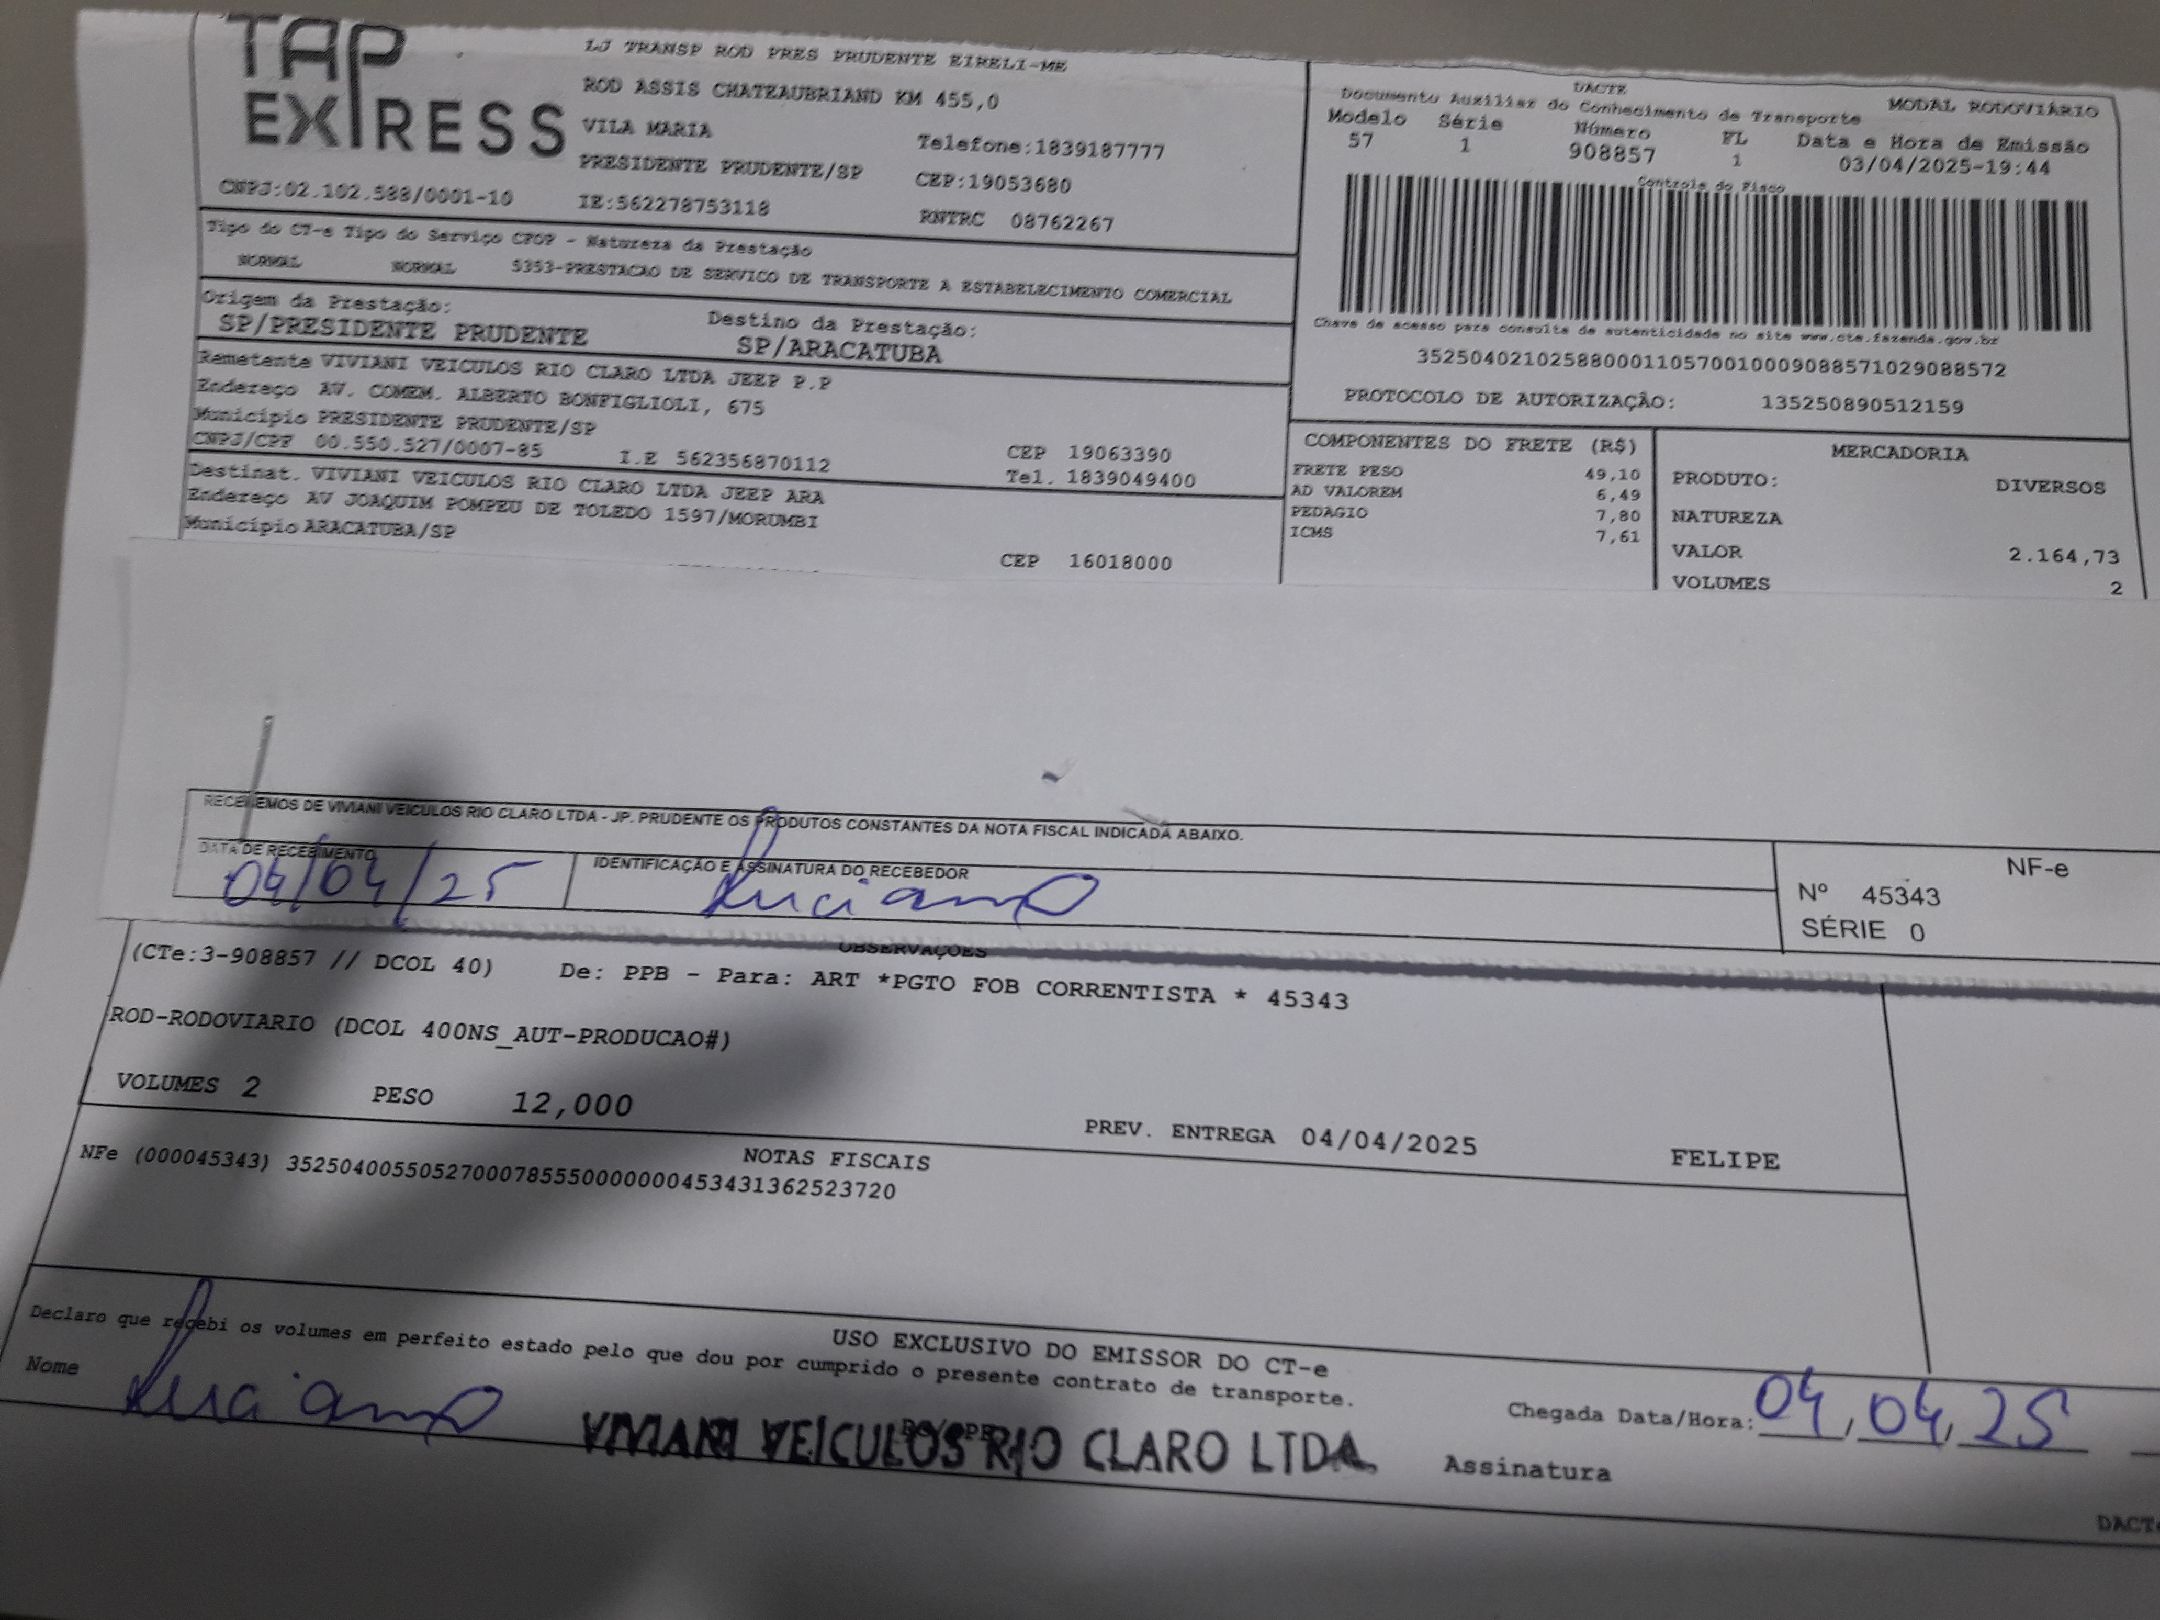 TAP
EXPRESS
LJ TRANSP ROD PRES PRUDENTE EIRELI-ME
ROD ASSIS CHATEAUBRIAND KM 455,0
VILA MARIA
Telefone:1839187777
PRESIDENTE PRUDENTE/SP
CEP:19053680
CNPJ:02.102.588/0001-10
IE:562278753118
RNTRC 08762267
DACTE
MODAL RODOVIÁRIO
Documento Auxiliar do Conhecimento de Transporte
Modelo Série Número FL Data e Hora de Emissão
57 1 908857 1 03/04/2025-19:44
Controle do Fisco
Chave de acesso para consulta de autenticidade no site www.cte.fazenda.gov.br
35250402102588000110570010009088571029088572
PROTOCOLO DE AUTORIZAÇÃO: 135250890512159
Tipo do CT-e Tipo do Serviço CFOP - Natureza da Prestação
NORMAL NORMAL 5353-PRESTACAO DE SERVICO DE TRANSPORTE A ESTABELECIMENTO COMERCIAL
Origem da Prestação:
SP/PRESIDENTE PRUDENTE
Destino da Prestação:
SP/ARACATUBA
Remetente VIVIANI VEICULOS RIO CLARO LTDA JEEP P.P
Endereço AV. COMEM. ALBERTO BONFIGLIOLI, 675
Município PRESIDENTE PRUDENTE/SP
CEP 19063390
CNPJ/CPF 00.550.527/0007-85 I.E 562356870112
Tel. 1839049400
Destinat. VIVIANI VEICULOS RIO CLARO LTDA JEEP ARA
Endereço AV JOAQUIM POMPEU DE TOLEDO 1597/MORUMBI
Município ARACATUBA/SP
CEP 16018000
COMPONENTES DO FRETE (R$)
FRETE PESO 49,10
AD VALOREM 6,49
PEDAGIO 7,80
ICMS 7,61
MERCADORIA
PRODUTO: DIVERSOS
NATUREZA
VALOR 2.164,73
VOLUMES 2
RECEBEMOS DE VIVIANI VEICULOS RIO CLARO LTDA - JP. PRUDENTE OS PRODUTOS CONSTANTES DA NOTA FISCAL INDICADA ABAIXO.
DATA DE RECEBIMENTO
04/04/25
IDENTIFICAÇÃO E ASSINATURA DO RECEBEDOR
Luciano
NF-e
Nº 45343
SÉRIE 0
OBSERVAÇÕES
(CTe:3-908857 // DCOL 40) De: PPB - Para: ART *PGTO FOB CORRENTISTA * 45343
ROD-RODOVIARIO (DCOL 400NS_AUT-PRODUCAO#)
VOLUMES 2 PESO 12,000
PREV. ENTREGA 04/04/2025 FELIPE
NOTAS FISCAIS
NFe (000045343) 35250400550527000785550000000453431362523720
USO EXCLUSIVO DO EMISSOR DO CT-e
Declaro que recebi os volumes em perfeito estado pelo que dou por cumprido o presente contrato de transporte.
Nome Luciano
VIVIANI VEÍCULOS RIO CLARO LTDA.
Chegada Data/Hora: 04, 04, 25
Assinatura